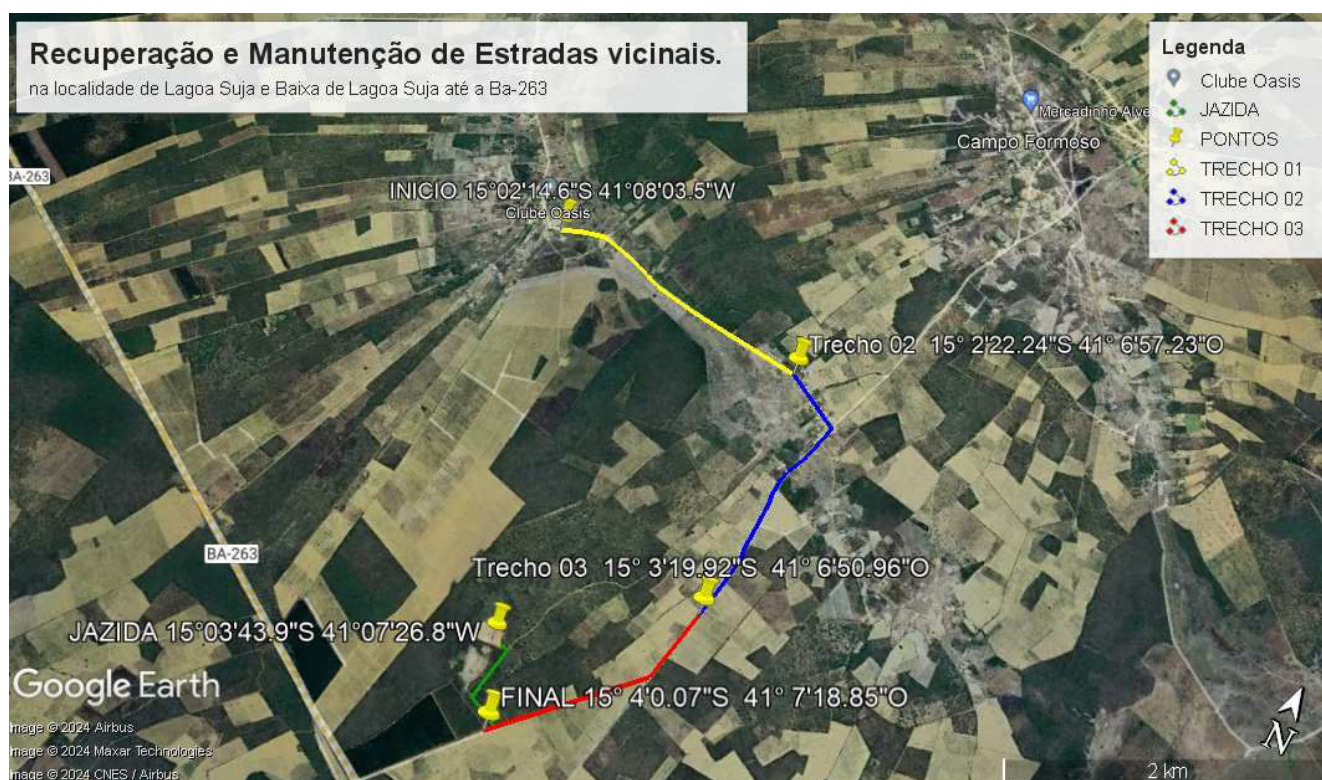 Recuperação e Manutenção de Estradas vicinais.
na localidade de Lagoa Suja e Baixa de Lagoa Suja até a Ba-263
Legenda
Clube Oasis
JAZIDA
PONTOS
TRECHO 01
TRECHO 02
TRECHO 03
Mercadinho Alve
Campo Formoso
BA-263
INICIO 15°02'14.6"S 41°08'03.5"W
Clube Oasis
Trecho 02 15° 2'22.24"S 41° 6'57.23"O
BA-263
Trecho 03 15° 3'19.92"S 41° 6'50.96"O
JAZIDA 15°03'43.9"S 41°07'26.8"W
FINAL 15° 4'0.07"S 41° 7'18.85"O
Google Earth
Image © 2024 Airbus
Image © 2024 Maxar Technologies
Image © 2024 CNES / Airbus
N
2 km